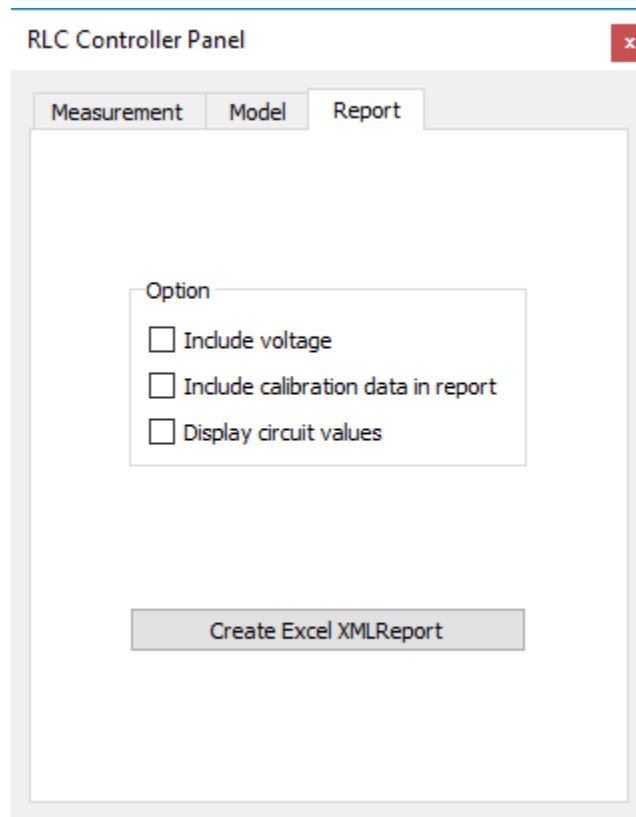 RLC Controller Panel
x
Measurement Model Report
Option
Include voltage
Include calibration data in report
Display circuit values
Create Excel XMLReport